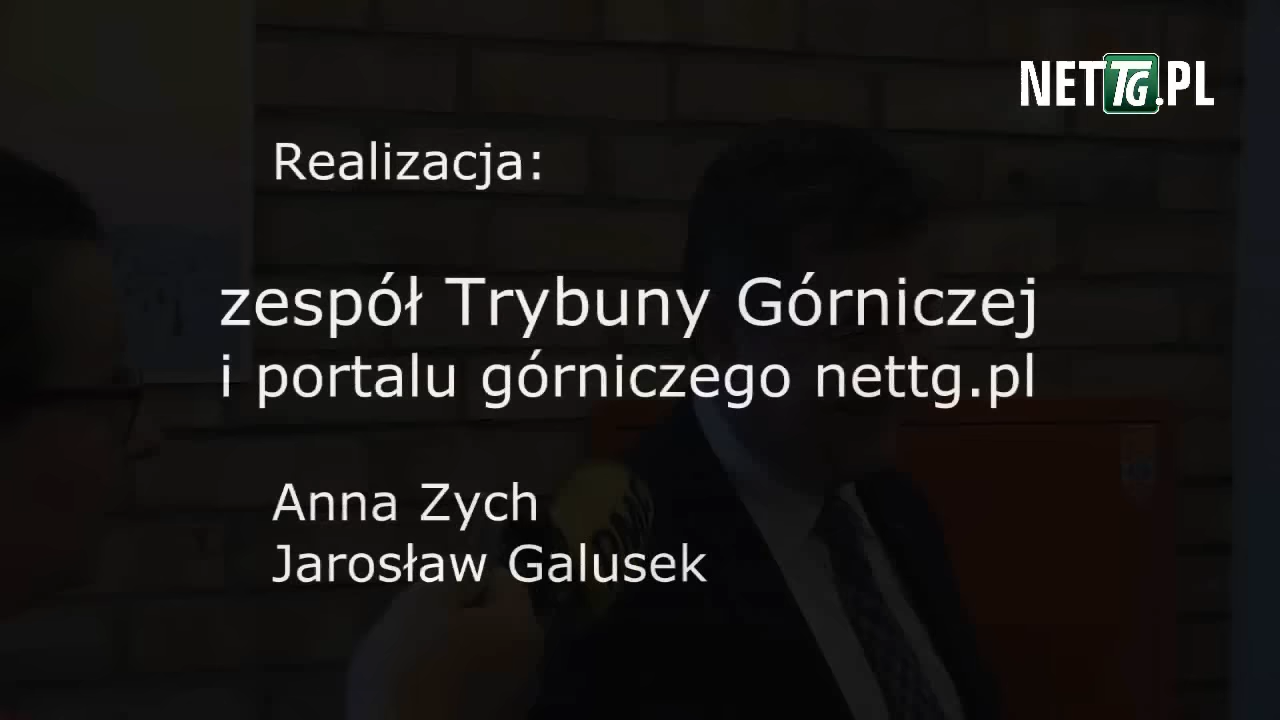 NETTG.PL
Realizacja:
zespół Trybuny Górniczej
i portalu górniczego nettg.pl
Anna Zych
Jarosław Galusek